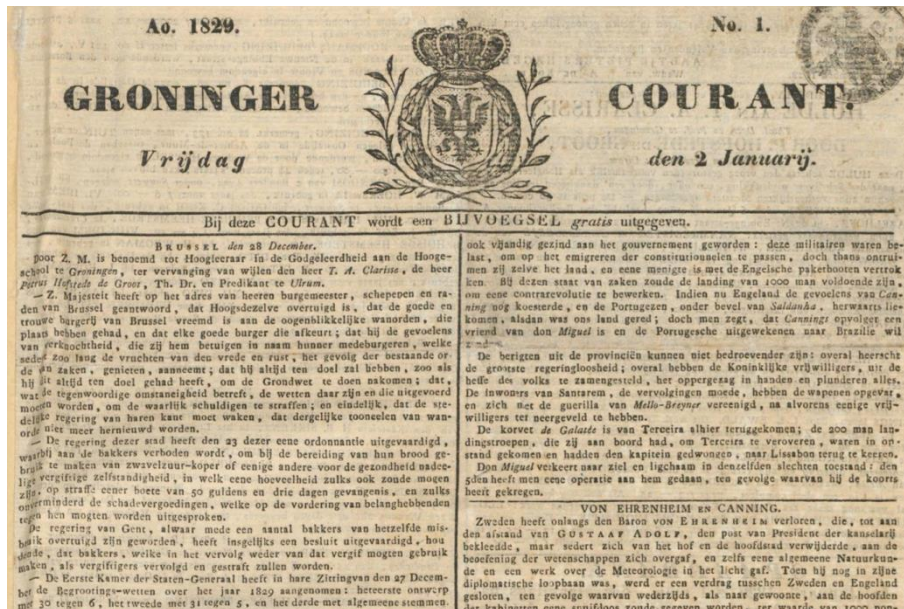 Ao. 1829.
No. 1.
GRONINGER
COURANT.
Vrijdag
den 2 Januarij.
Bij deze COURANT wordt een BIJVOEGSEL gratis uitgegeven.
BRUSSEL den 28 December.
Door Z. M. is benoemd tot Hoogleeraar in de Godgeleerdheid aan de Hooge-
school te Groningen, ter vervanging van wijlen den heer T. A. Clarisse, de heer
Petrus Hofstede de Groot, Th. Dr. en Predikant te Ulrum.
— Z. Majesteit heeft op het adres van heeren burgemeester, schepenen en ra-
den van Brussel geantwoord, dat Hoogsdezelve overtuigd is, dat de goede en
trouwe burgerij van Brussel vreemd is aan de oogenblikkelijke wanorden, die
plaats hebben gehad, en dat elke goede burger die afkeurt; dat hij de gevoelens
van verknochtheid, die zij hem betuigen in naam hunner medeburgeren, welke
sedert zoo lang de vruchten van den vrede en rust, het gevolg der bestaande or-
de van zaken, genieten, aanneemt; dat hij altijd ten doel zal hebben, zoo als
hij dit altijd ten doel gehad heeft, om de Grondwet te doen nakomen; dat,
wat de tegenwoordige omstanigheid betreft, de wetten daar zijn en die uitgevoerd
moeten worden, om de waarlijk schuldigen te straffen; en eindelijk, dat de ste-
delijke regering van haren kant moet waken, dat dergelijke tooneelen van wan-
orde niet meer hernieuwd worden.
— De regering dezer stad heeft den 23 dezer eene ordonnantie uitgevaardigd,
waarbij aan de bakkers verboden wordt, om bij de bereiding van hun brood ge-
bruik te maken van zwavelzuur-koper of eenige andere voor de gezondheid nadee-
lige vergiftige zelfstandigheid, in welk eene hoeveelheid zulks ook zoude mogen
zijn, op straffe eener boete van 50 guldens en drie dagen gevangenis, en zulks
onverminderd de schadevergoedingen, welke op de vordering van belanghebbenden
tegen hen mogten worden uitgesproken.
De regering van Gent, alwaar mede een aantal bakkers van hetzelfde mis-
bruik overtuigd zijn geworden, heeft insgelijks een besluit uitgevaardigd, hou
dende, dat bakkers, welke in het vervolg weder van dat vergif mogten gebruik
maken, als vergifligers vervolgd en gestraft zullen worden.
— De Eerste Kamer der Staten-Generaal heeft in hare Zitting van den 27 Decem-
ber de Begrootings-wetten over het jaar 1829 aangenomen: het eerste ontwerp
met 30 tegen 6, het tweede met 31 tegen 5, en het derde met algemeene stemmen.
ook vijandig gezind aan het gouvernement geworden: deze militairen waren be-
last, om op het emigreren der constitutionnelen te passen, doch thans ontrui-
men zij zelve het land, en eene menigte is met de Engelsche pakerbooten vertrok
ken. Bij dezen staat van zaken zoude de landing van 1000 man voldoende zijn,
om eene contrarevolutie te bewerken. Indien nu Engeland de gevoelens van Can-
ning nog koesterde, en de Portugezen, onder bevel van Saldanha, herwaarts lie-
komen, alsdan was ons land gered; doch men zegt, dat Cannings opvolger een
vriend van don Miguel is en de Portugesche uitgewekenen naar Brazilie wil
zenden.
De berigten uit de provinciën kunnen niet bedroevender zijn: overal heerscht
de grootste regeringloosheid; overal hebben de Koninklijke vrijwilligers, uit de
heffe des volks te zamengesteld, het oppergezag in handen en plunderen alles.
De inwoners van Santarem, de vervolgingen moede, hebben de wapenen opgevat,
en zich met de guerilla van Mello-Breyner vereenigd, na alvorens eenige vrij-
willigers ter neergeveld te hebben.
De korvet de Galatée is van Terceira alhier teruggekomen; de 200 man lan-
dingstroepen, die zij aan boord had, om Terceira te veroveren, waren in op-
stand gekomen en hadden den kapitein gedwongen, naar Lissabon terug te keeren.
Don Miguel verkeert naar ziel en ligchaam in denzelfden slechten toestand: den
5den heeft men eene operatie aan hem gedaan, ten gevolge waarvan hij de koorts
heeft gekregen.
VON EHRENHEIM EN CANNING.
Zweden heeft onlangs den Baron VON EHRENHEIM verloren, die, tot aan
den afstand van GUSTAAF ADOLF, den post van President der kanselarij
bekleedde, maar sedert zich van het hof en de hoofdstad verwijderde, aan de
beoefening der wetenschappen zich overgaf, en zelfs eene algemeene Natuurkun-
de en een werk over de Meteorologie in het licht gaf. Toen hij nog in zijne
diplomatische loopbaan was, werd er een verdrag tusschen Zweden en Engeland
gesloten, ten gevolge waarvan wederzijds, als naar gewoonte, aan de hoofden